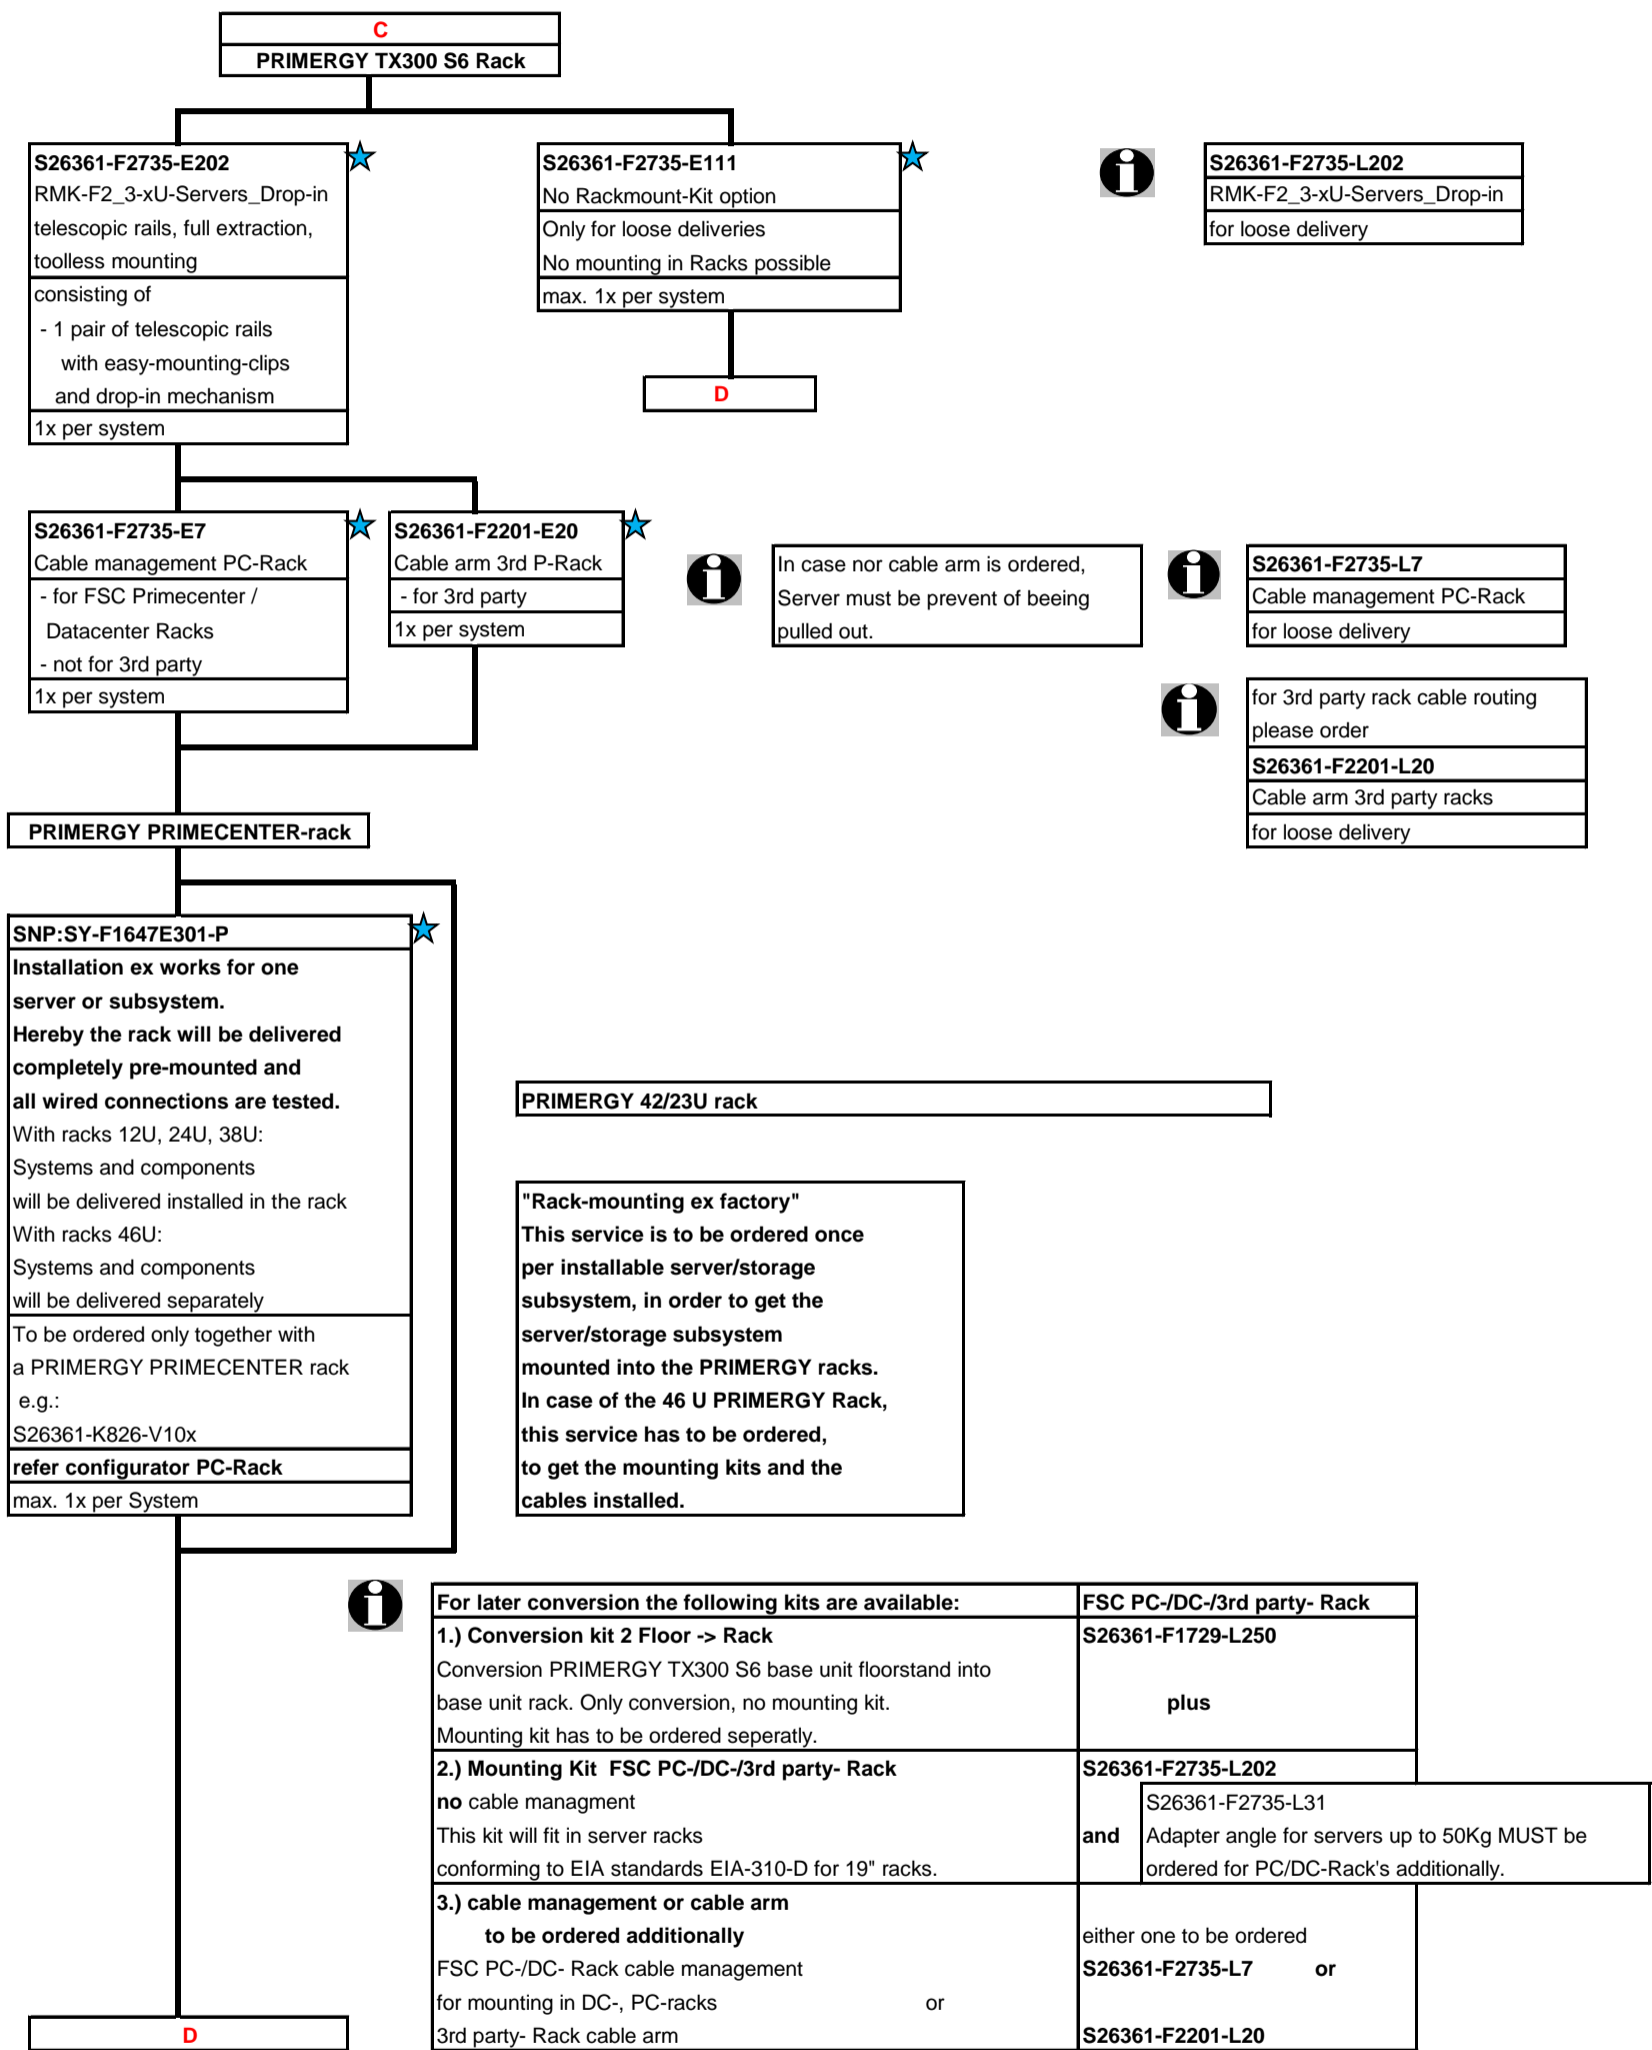 C
PRIMERGY TX300 S6 Rack
S26361-F2735-E202
RMK-F2_3-xU-Servers_Drop-in
telescopic rails, full extraction,
toolless mounting
consisting of
- 1 pair of telescopic rails
with easy-mounting-clips
and drop-in mechanism
1x per system
S26361-F2735-E111
No Rackmount-Kit option
Only for loose deliveries
No mounting in Racks possible
max. 1x per system
D
S26361-F2735-L202
RMK-F2_3-xU-Servers_Drop-in
for loose delivery
S26361-F2735-E7
Cable management PC-Rack
- for FSC Primecenter /
Datacenter Racks
- not for 3rd party
1x per system
S26361-F2201-E20
Cable arm 3rd P-Rack
- for 3rd party
1x per system
In case nor cable arm is ordered,
Server must be prevent of beeing
pulled out.
S26361-F2735-L7
Cable management PC-Rack
for loose delivery
for 3rd party rack cable routing
please order
S26361-F2201-L20
Cable arm 3rd party racks
for loose delivery
PRIMERGY PRIMECENTER-rack
SNP:SY-F1647E301-P
Installation ex works for one
server or subsystem.
Hereby the rack will be delivered
completely pre-mounted and
all wired connections are tested.
With racks 12U, 24U, 38U:
Systems and components
will be delivered installed in the rack
With racks 46U:
Systems and components
will be delivered separately
To be ordered only together with
a PRIMERGY PRIMECENTER rack
e.g.:
S26361-K826-V10x
refer configurator PC-Rack
max. 1x per System
PRIMERGY 42/23U rack
"Rack-mounting ex factory"
This service is to be ordered once
per installable server/storage
subsystem, in order to get the
server/storage subsystem
mounted into the PRIMERGY racks.
In case of the 46 U PRIMERGY Rack,
this service has to be ordered,
to get the mounting kits and the
cables installed.
For later conversion the following kits are available: FSC PC-/DC-/3rd party- Rack
1.) Conversion kit 2 Floor -> Rack S26361-F1729-L250
Conversion PRIMERGY TX300 S6 base unit floorstand into
base unit rack. Only conversion, no mounting kit. plus
Mounting kit has to be ordered seperatly.
2.) Mounting Kit FSC PC-/DC-/3rd party- Rack S26361-F2735-L202
no cable managment S26361-F2735-L31
This kit will fit in server racks and Adapter angle for servers up to 50Kg MUST be
conforming to EIA standards EIA-310-D for 19" racks. ordered for PC/DC-Rack's additionally.
3.) cable management or cable arm
to be ordered additionally either one to be ordered
FSC PC-/DC- Rack cable management S26361-F2735-L7 or
for mounting in DC-, PC-racks or
3rd party- Rack cable arm S26361-F2201-L20
D